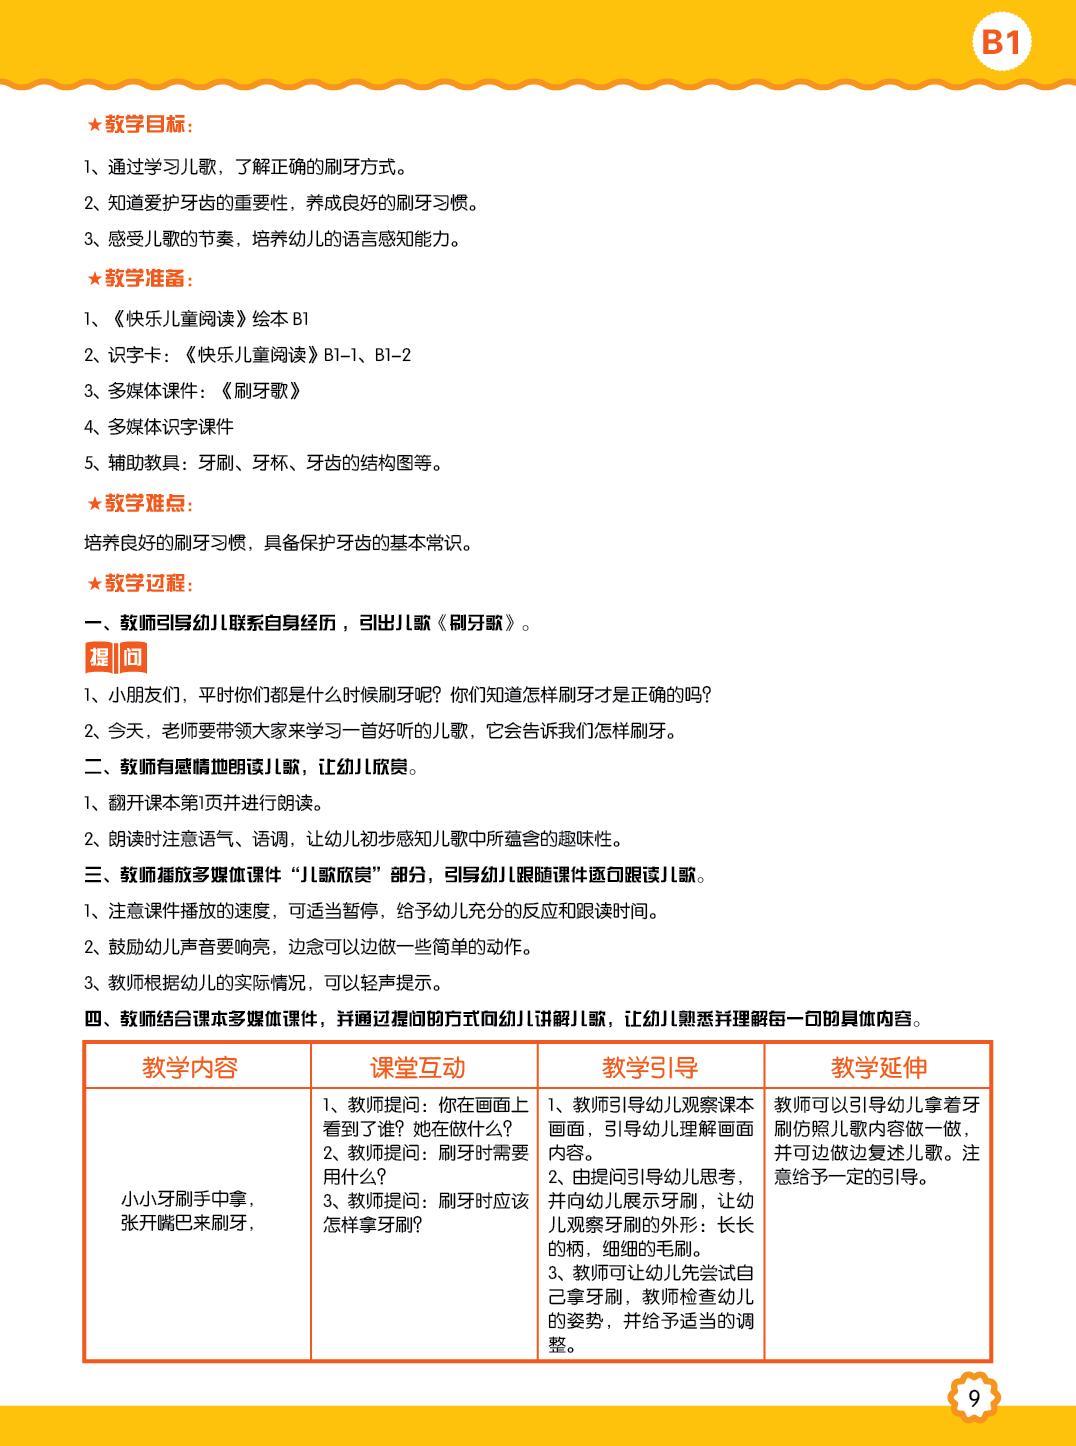 B1
★教学目标：
1、通过学习儿歌，了解正确的刷牙方式。
2、知道爱护牙齿的重要性，养成良好的刷牙习惯。
3、感受儿歌的节奏，培养幼儿的语言感知能力。
★教学准备：
1、《快乐儿童阅读》绘本 B1
2、识字卡：《快乐儿童阅读》B1-1、B1-2
3、多媒体课件：《刷牙歌》
4、多媒体识字课件
5、辅助教具：牙刷、牙杯、牙齿的结构图等。
★教学难点：
培养良好的刷牙习惯，具备保护牙齿的基本常识。
★教学过程：
一、教师引导幼儿联系自身经历，引出儿歌《刷牙歌》。
提问
1、小朋友们，平时你们都是什么时候刷牙呢？你们知道怎样刷牙才是正确的吗？
2、今天，老师要带领大家来学习一首好听的儿歌，它会告诉我们怎样刷牙。
二、教师有感情地朗读儿歌，让幼儿欣赏。
1、翻开课本第1页并进行朗读。
2、朗读时注意语气、语调，让幼儿初步感知儿歌中所蕴含的趣味性。
三、教师播放多媒体课件“儿歌欣赏”部分，引导幼儿跟随课件逐句跟读儿歌。
1、注意课件播放的速度，可适当暂停，给予幼儿充分的反应和跟读时间。
2、鼓励幼儿声音要响亮，边念可以边做一些简单的动作。
3、教师根据幼儿的实际情况，可以轻声提示。
四、教师结合课本多媒体课件，并通过提问的方式向幼儿讲解儿歌，让幼儿熟悉并理解每一句的具体内容。
教学内容
课堂互动
教学引导
教学延伸
小小牙刷手中拿，
张开嘴巴来刷牙，
1、教师提问：你在画面上
看到了谁？她在做什么？
2、教师提问：刷牙时需要
用什么？
3、教师提问：刷牙时应该
怎样拿牙刷？
1、教师引导幼儿观察课本
画面，引导幼儿理解画面
内容。
2、由提问引导幼儿思考，
并向幼儿展示牙刷，让幼
儿观察牙刷的外形：长长
的柄，细细的毛刷。
3、教师可让幼儿先尝试自
己拿牙刷，教师检查幼儿
的姿势，并给予适当的调
整。
教师可以引导幼儿拿着牙
刷仿照儿歌内容做一做，
并可边做边复述儿歌。注
意给予一定的引导。
9